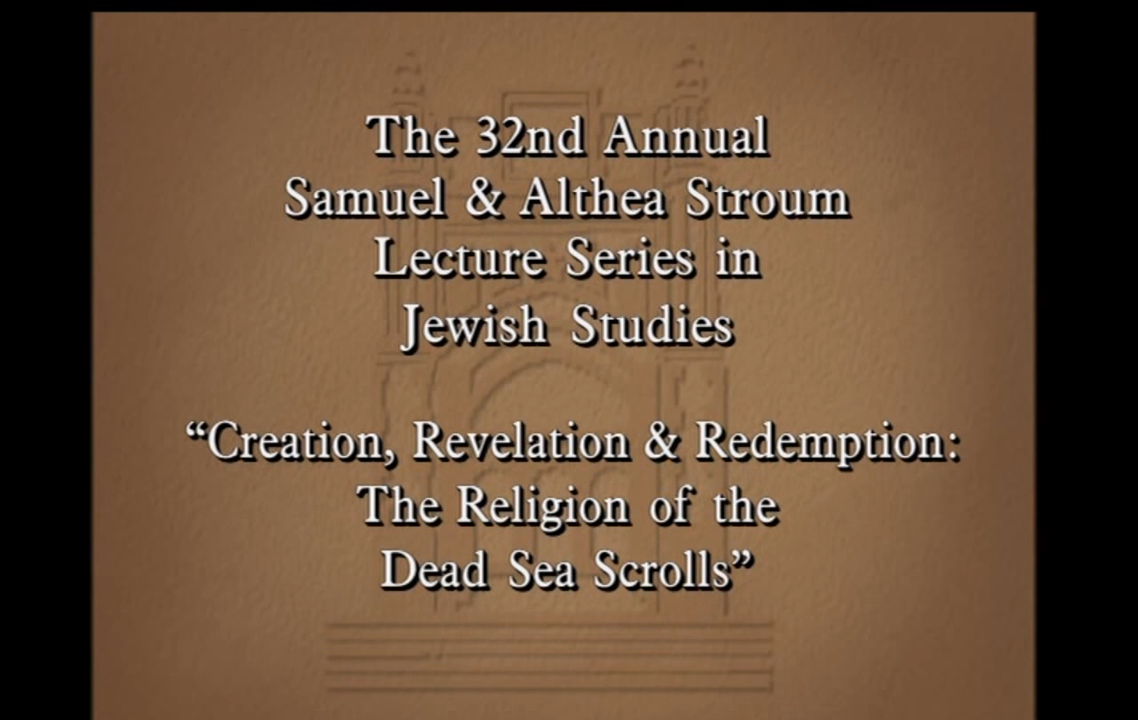 The 32nd Annual
Samuel & Althea Stroum
Lecture Series in
Jewish Studies
“Creation, Revelation & Redemption:
The Religion of the
Dead Sea Scrolls”